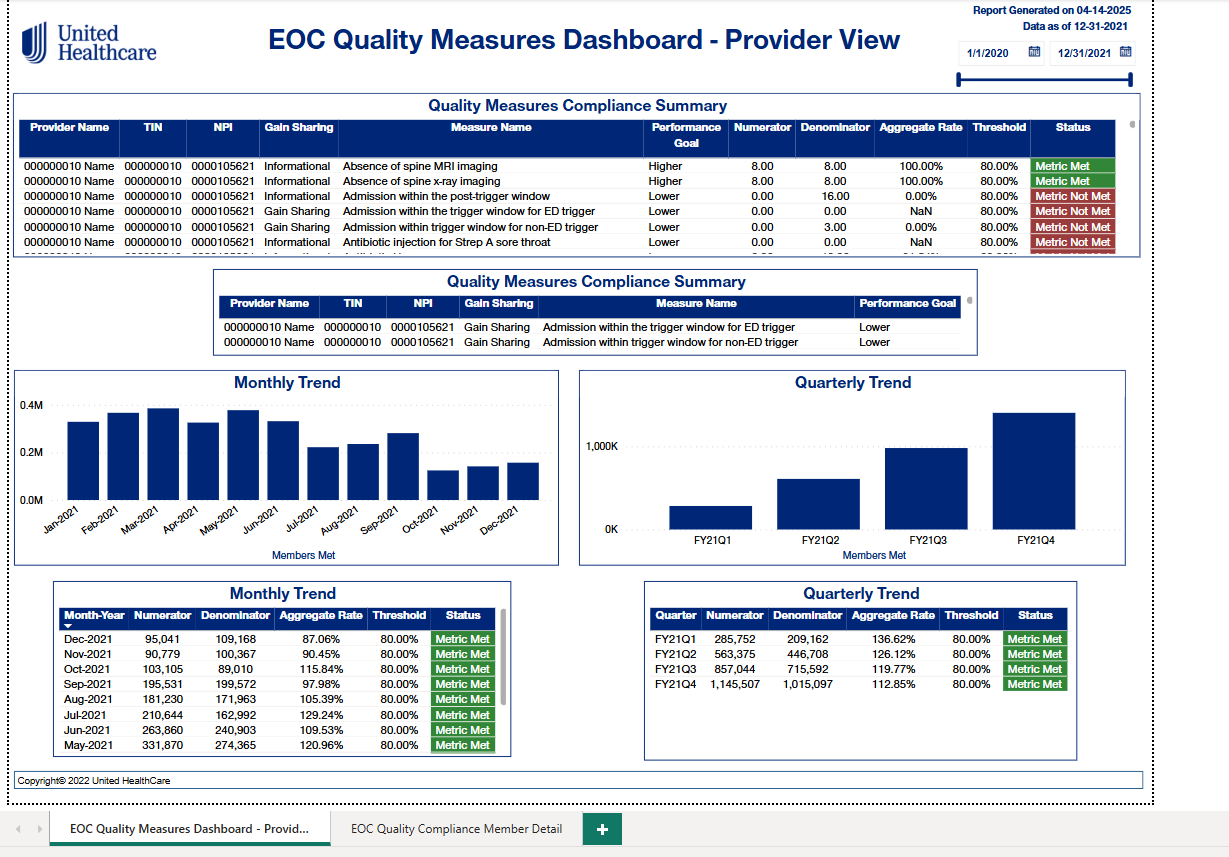 Report Generated on 04-14-2025
Data as of 12-31-2021
United
Healthcare
EOC Quality Measures Dashboard - Provider View
1/1/2020 12/31/2021
Quality Measures Compliance Summary
Provider Name TIN NPI Gain Sharing Measure Name Performance Goal Numerator Denominator Aggregate Rate Threshold Status
000000010 Name 000000010 0000105621 Informational Absence of spine MRI imaging Higher 8.00 8.00 100.00% 80.00% Metric Met
000000010 Name 000000010 0000105621 Informational Absence of spine x-ray imaging Higher 8.00 8.00 100.00% 80.00% Metric Met
000000010 Name 000000010 0000105621 Informational Admission within the post-trigger window Lower 0.00 16.00 0.00% 80.00% Metric Not Met
000000010 Name 000000010 0000105621 Gain Sharing Admission within the trigger window for ED trigger Lower 0.00 0.00 NaN 80.00% Metric Not Met
000000010 Name 000000010 0000105621 Gain Sharing Admission within trigger window for non-ED trigger Lower 0.00 3.00 0.00% 80.00% Metric Not Met
000000010 Name 000000010 0000105621 Informational Antibiotic injection for Strep A sore throat Lower 0.00 0.00 NaN 80.00% Metric Not Met
Quality Measures Compliance Summary
Provider Name TIN NPI Gain Sharing Measure Name Performance Goal
000000010 Name 000000010 0000105621 Gain Sharing Admission within the trigger window for ED trigger Lower
000000010 Name 000000010 0000105621 Gain Sharing Admission within trigger window for non-ED trigger Lower
Monthly Trend
0.4M
0.2M
0.0M
Jan-2021 Feb-2021 Mar-2021 Apr-2021 May-2021 Jun-2021 Jul-2021 Aug-2021 Sep-2021 Oct-2021 Nov-2021 Dec-2021
Members Met
Quarterly Trend
1,000K
0K
FY21Q1 FY21Q2 FY21Q3 FY21Q4
Members Met
Monthly Trend
Month-Year Numerator Denominator Aggregate Rate Threshold Status
Dec-2021 95,041 109,168 87.06% 80.00% Metric Met
Nov-2021 90,779 100,367 90.45% 80.00% Metric Met
Oct-2021 103,105 89,010 115.84% 80.00% Metric Met
Sep-2021 195,531 199,572 97.98% 80.00% Metric Met
Aug-2021 181,230 171,963 105.39% 80.00% Metric Met
Jul-2021 210,644 162,992 129.24% 80.00% Metric Met
Jun-2021 263,860 240,903 109.53% 80.00% Metric Met
May-2021 331,870 274,365 120.96% 80.00% Metric Met
Quarterly Trend
Quarter Numerator Denominator Aggregate Rate Threshold Status
FY21Q1 285,752 209,162 136.62% 80.00% Metric Met
FY21Q2 563,375 446,708 126.12% 80.00% Metric Met
FY21Q3 857,044 715,592 119.77% 80.00% Metric Met
FY21Q4 1,145,507 1,015,097 112.85% 80.00% Metric Met
Copyright© 2022 United HealthCare
EOC Quality Measures Dashboard - Provid... EOC Quality Compliance Member Detail +